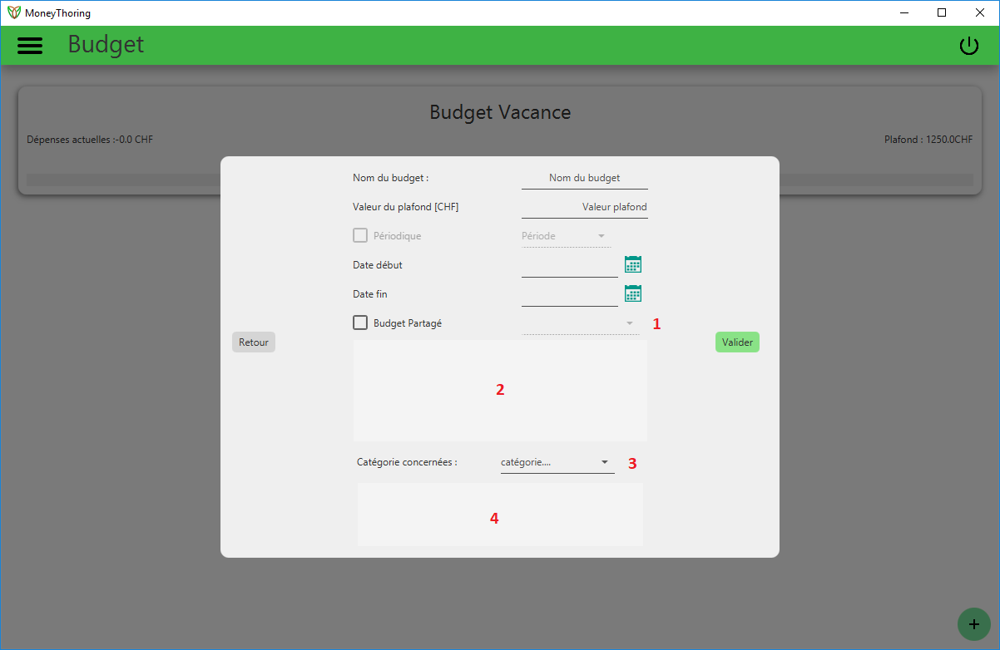 MoneyThoring
Budget
Budget Vacance
Dépenses actuelles :-0.0 CHF
Plafond : 1250.0CHF
Nom du budget :
Nom du budget
Valeur du plafond [CHF]
Valeur plafond
Périodique
Période
Date début
Date fin
Budget Partagé
1
Retour
Valider
2
Catégorie concernées :
catégorie....
3
4
+